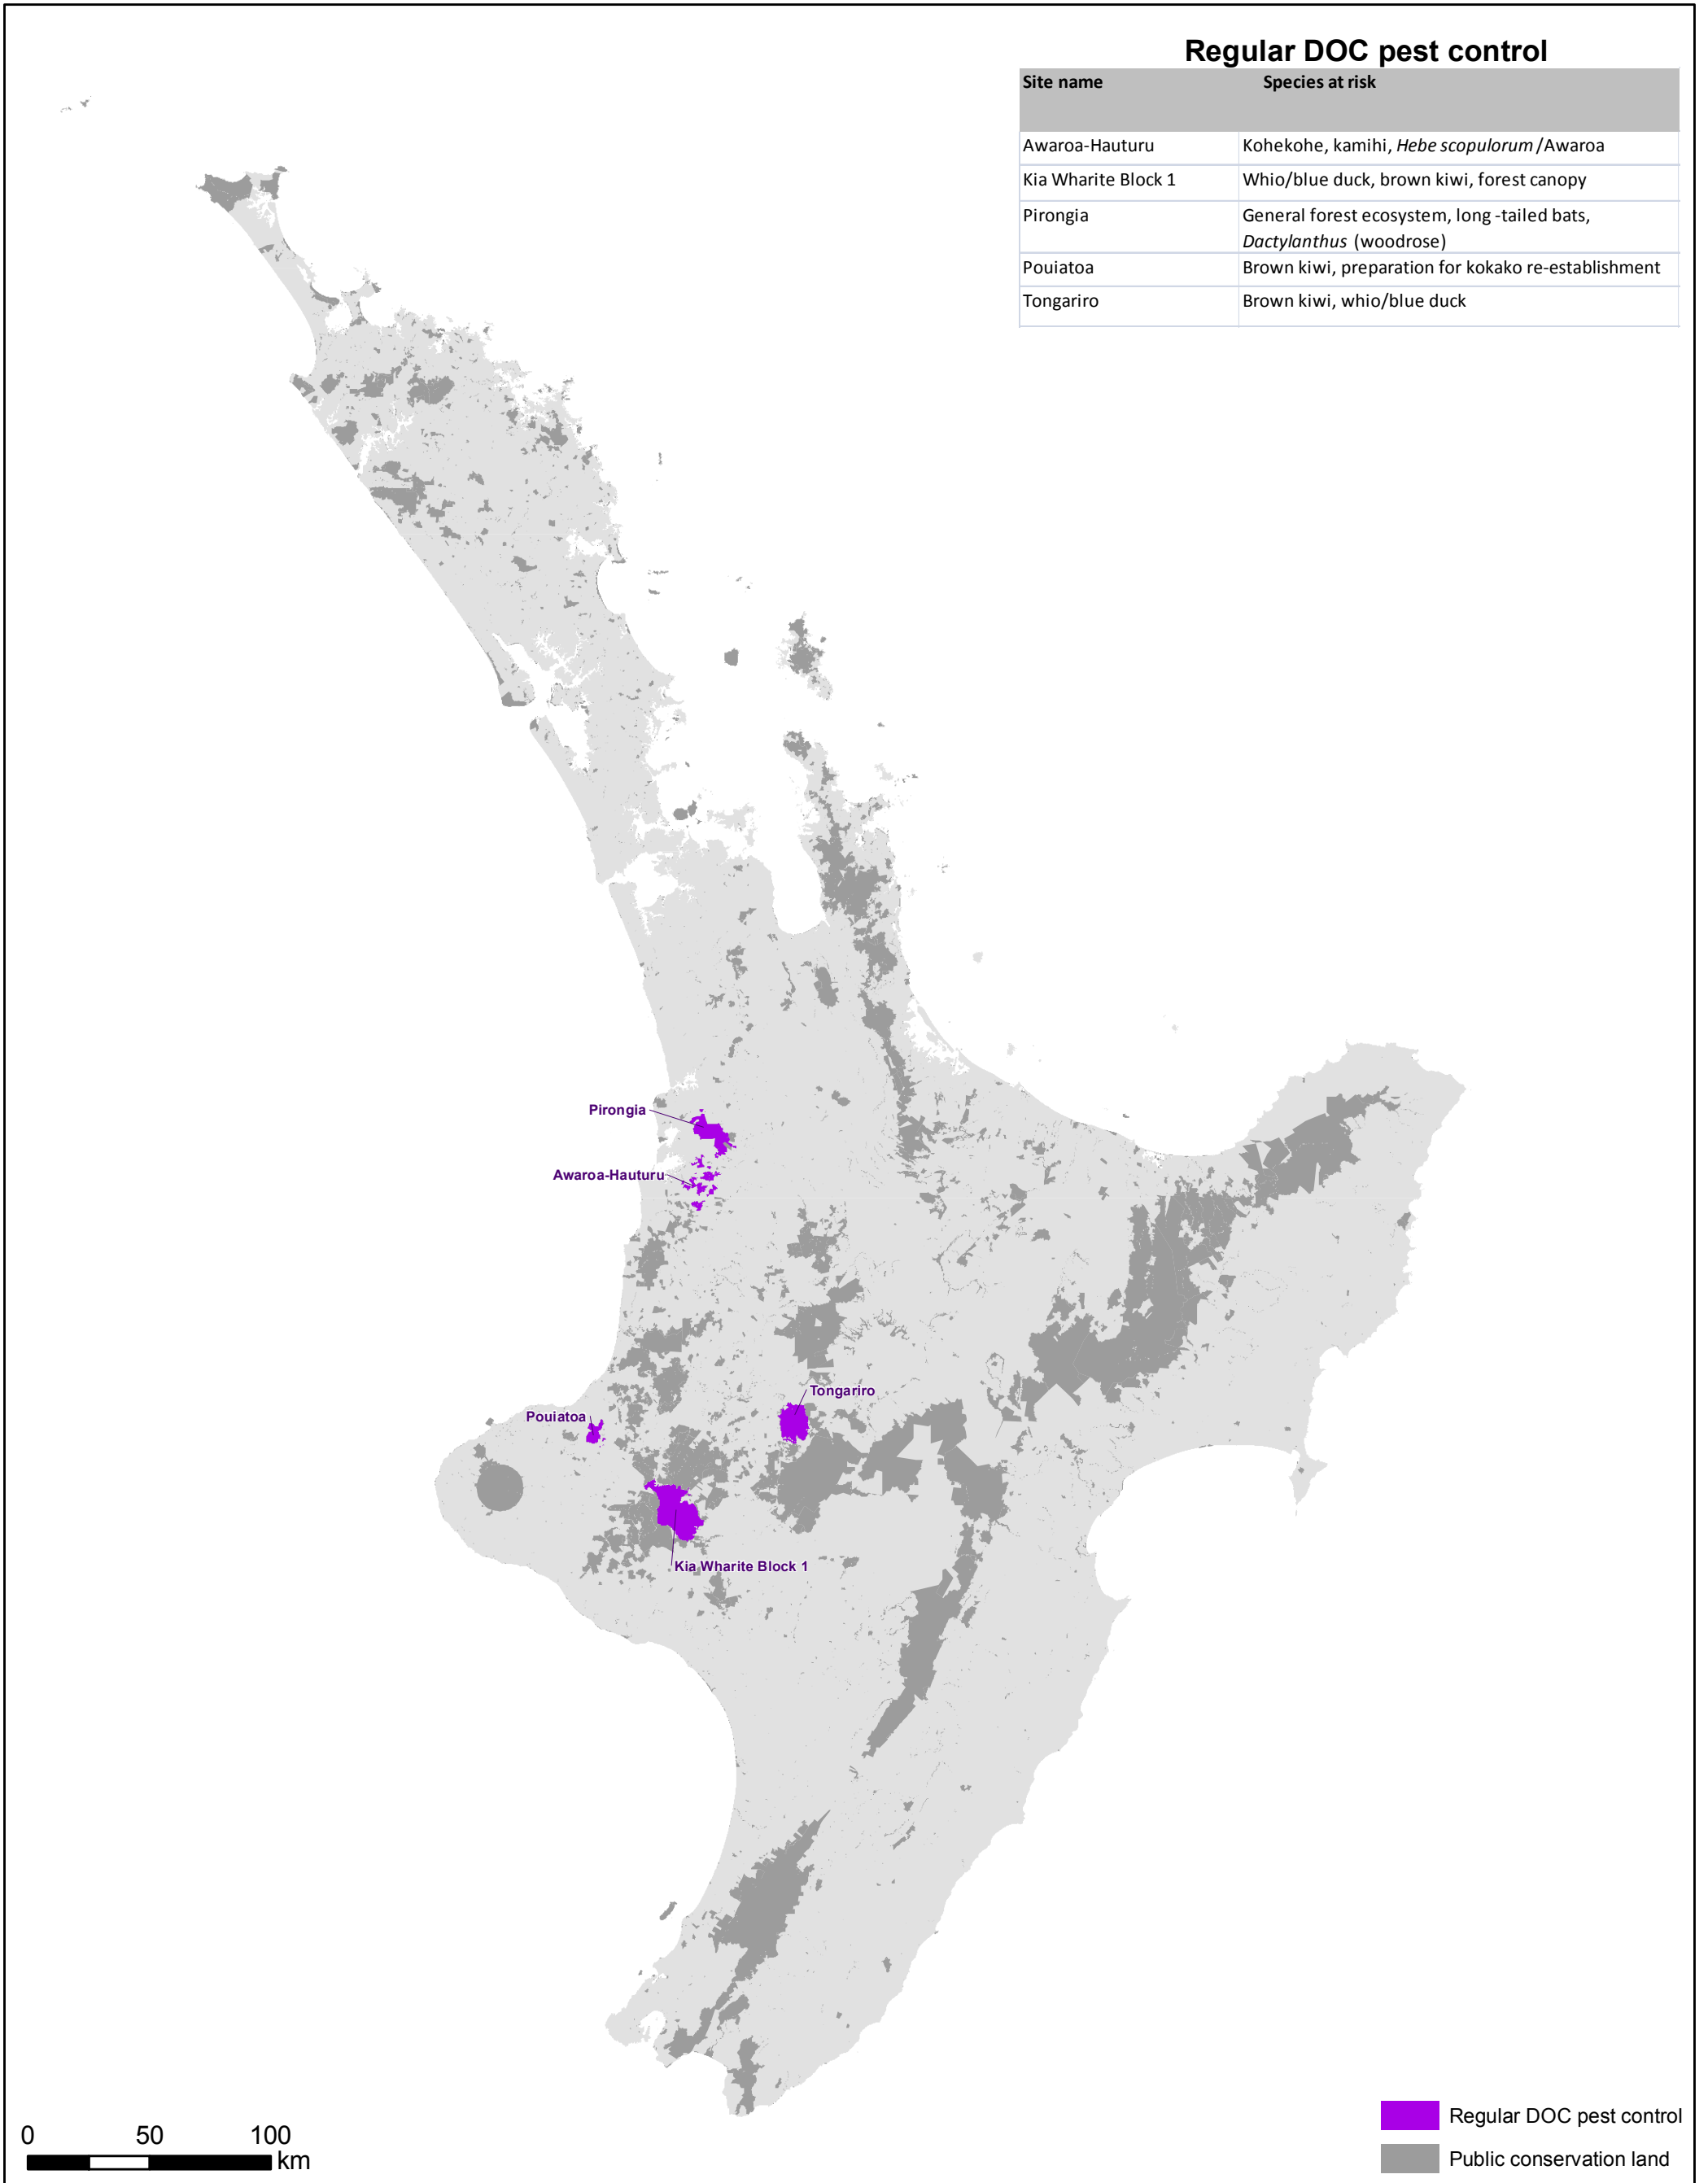 Regular DOC pest control
Site name Species at risk
Awaroa-Hauturu Kohekohe, kamihi, Hebe scopulorum/Awaroa
Kia Wharite Block 1 Whio/blue duck, brown kiwi, forest canopy
Pirongia General forest ecosystem, long -tailed bats,
Dactylanthus (woodrose)
Pouiatoa Brown kiwi, preparation for kokako re-establishment
Tongariro Brown kiwi, whio/blue duck
Pirongia
Awaroa-Hauturu
Tongariro
Pouiatoa
Kia Wharite Block 1
0 50 100
km
Regular DOC pest control
Public conservation land